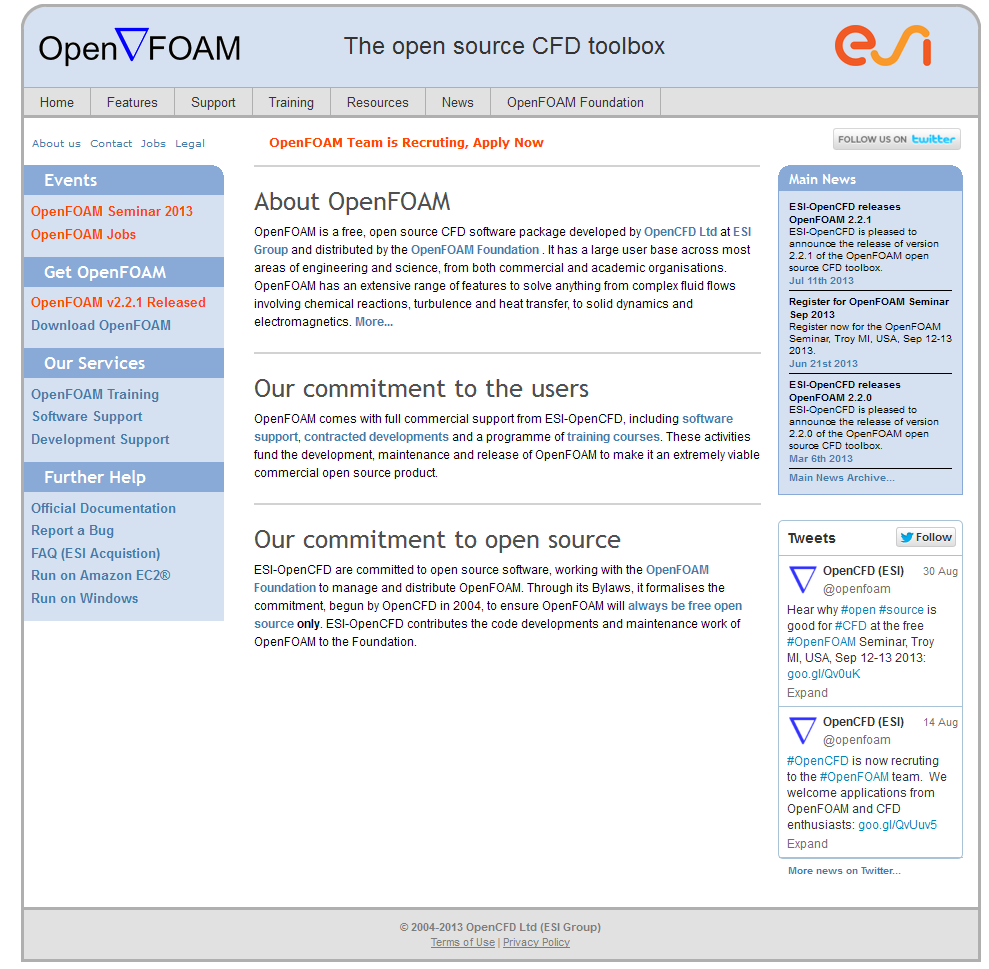 OpenFOAM
The open source CFD toolbox
esi
Home
Features
Support
Training
Resources
News
OpenFOAM Foundation
About us
Contact
Jobs
Legal
OpenFOAM Team is Recruting, Apply Now
FOLLOW US ON twitter
Events
OpenFOAM Seminar 2013
OpenFOAM Jobs
Get OpenFOAM
OpenFOAM v2.2.1 Released
Download OpenFOAM
Our Services
OpenFOAM Training
Software Support
Development Support
Further Help
Official Documentation
Report a Bug
FAQ (ESI Acquistion)
Run on Amazon EC2®
Run on Windows
About OpenFOAM
OpenFOAM is a free, open source CFD software package developed by OpenCFD Ltd at ESI
Group and distributed by the OpenFOAM Foundation . It has a large user base across most
areas of engineering and science, from both commercial and academic organisations.
OpenFOAM has an extensive range of features to solve anything from complex fluid flows
involving chemical reactions, turbulence and heat transfer, to solid dynamics and
electromagnetics. More...
Our commitment to the users
OpenFOAM comes with full commercial support from ESI-OpenCFD, including software
support, contracted developments and a programme of training courses. These activities
fund the development, maintenance and release of OpenFOAM to make it an extremely viable
commercial open source product.
Our commitment to open source
ESI-OpenCFD are committed to open source software, working with the OpenFOAM
Foundation to manage and distribute OpenFOAM. Through its Bylaws, it formalises the
commitment, begun by OpenCFD in 2004, to ensure OpenFOAM will always be free open
source only. ESI-OpenCFD contributes the code developments and maintenance work of
OpenFOAM to the Foundation.
Main News
ESI-OpenCFD releases
OpenFOAM 2.2.1
ESI-OpenCFD is pleased to
announce the release of version
2.2.1 of the OpenFOAM open
source CFD toolbox.
Jul 11th 2013
Register for OpenFOAM Seminar
Sep 2013
Register now for the OpenFOAM
Seminar, Troy MI, USA, Sep 12-13
2013.
Jun 21st 2013
ESI-OpenCFD releases
OpenFOAM 2.2.0
ESI-OpenCFD is pleased to
announce the release of version
2.2.0 of the OpenFOAM open
source CFD toolbox.
Mar 6th 2013
Main News Archive...
Tweets
Follow
OpenCFD (ESI) 30 Aug
@openfoam
Hear why #open #source is
good for #CFD at the free
#OpenFOAM Seminar, Troy
MI, USA, Sep 12-13 2013:
goo.gl/Qv0uK
Expand
OpenCFD (ESI) 14 Aug
@openfoam
#OpenCFD is now recruting
to the #OpenFOAM team. We
welcome applications from
OpenFOAM and CFD
enthusiasts: goo.gl/QvUuv5
Expand
More news on Twitter...
© 2004-2013 OpenCFD Ltd (ESI Group)
Terms of Use | Privacy Policy